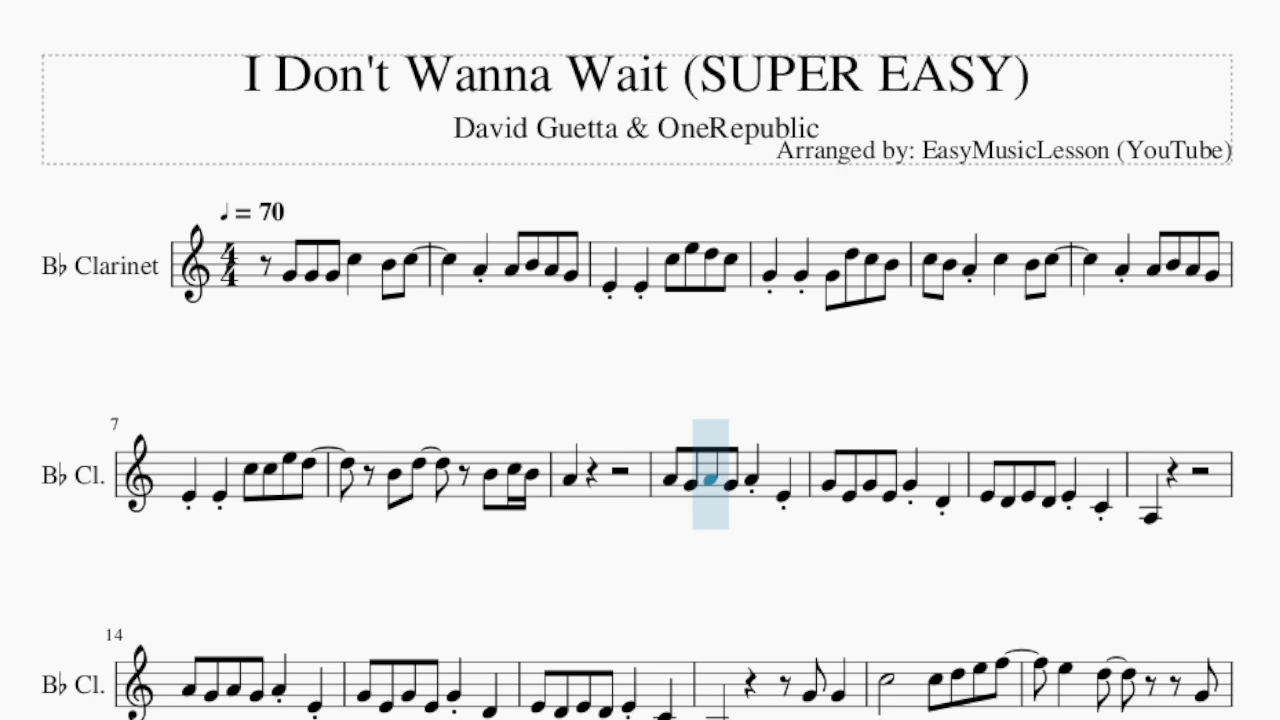 I Don't Wanna Wait (SUPER EASY)
David Guetta & OneRepublic
Arranged by: EasyMusicLesson (YouTube)
♩ = 70
B♭ Clarinet
4
4
7
B♭ Cl.
14
B♭ Cl.